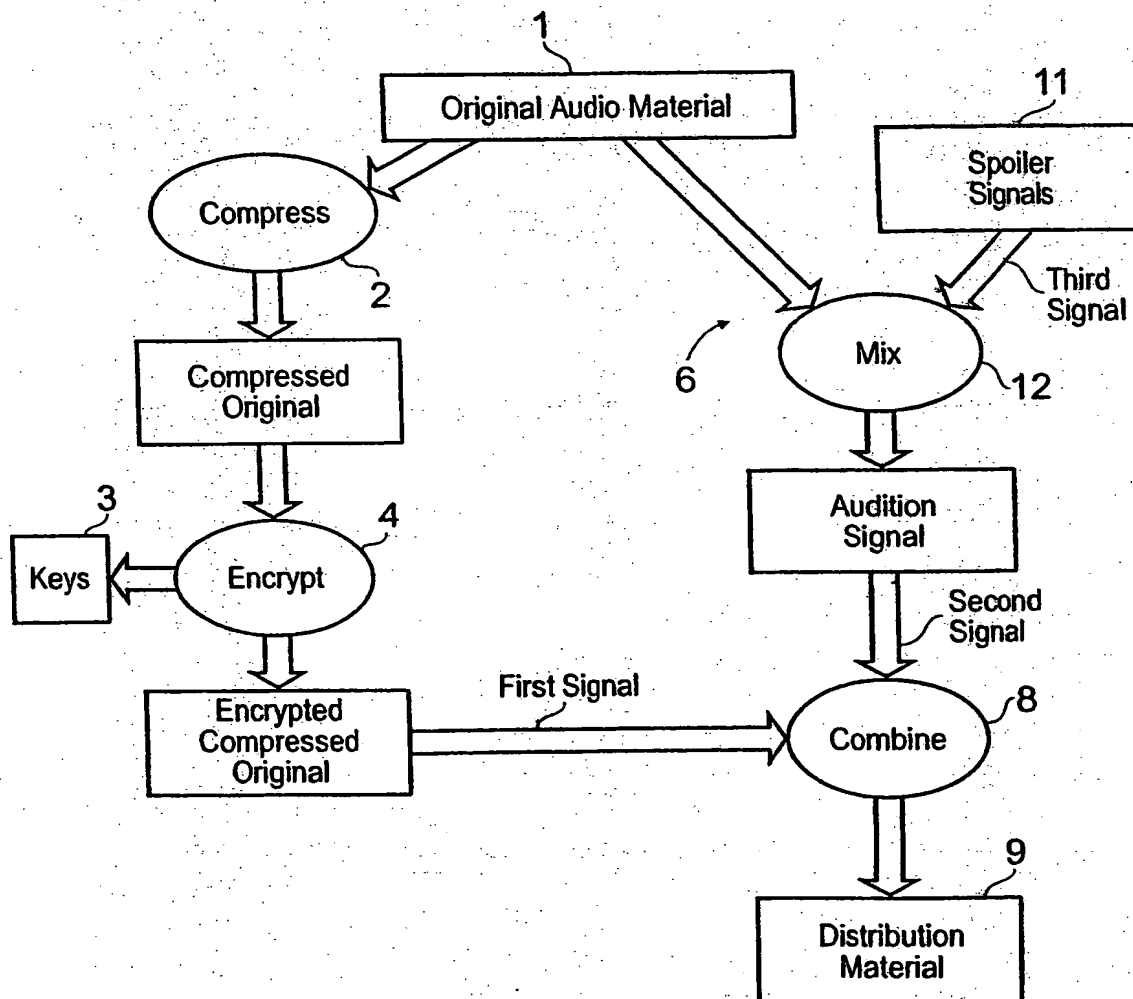 1
Original Audio Material
11
Spoiler
Signals
Compress
2
Third
Signal
6
Mix
12
Compressed
Original
Audition
Signal
3
Keys
4
Encrypt
Second
Signal
First Signal
Encrypted
Compressed
Original
8
Combine
9
Distribution
Material